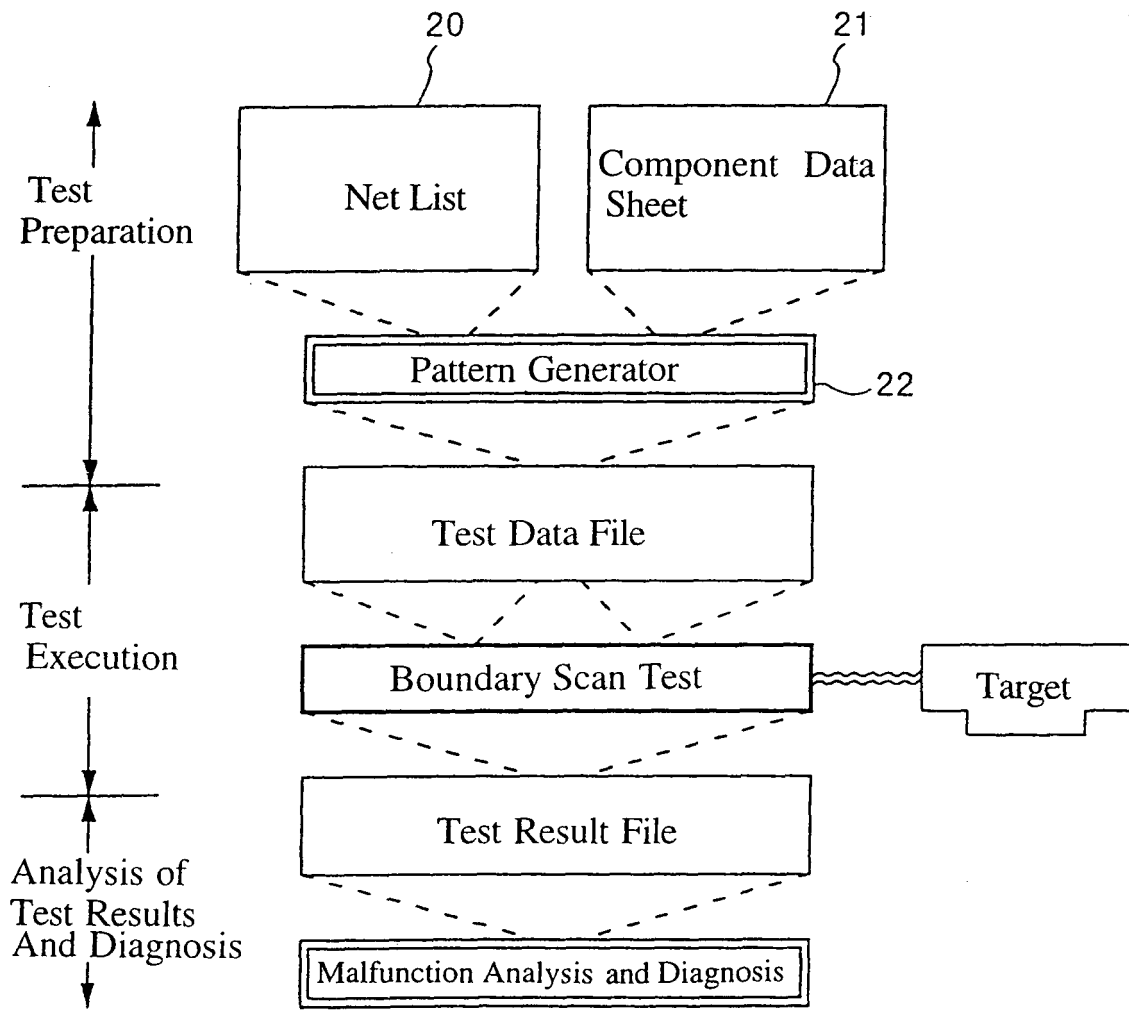 20
21
Test
Preparation
Net List
Component Data
Sheet
Pattern Generator
22
Test Data File
Test
Execution
Boundary Scan Test
Target
Test Result File
Analysis of
Test Results
And Diagnosis
Malfunction Analysis and Diagnosis